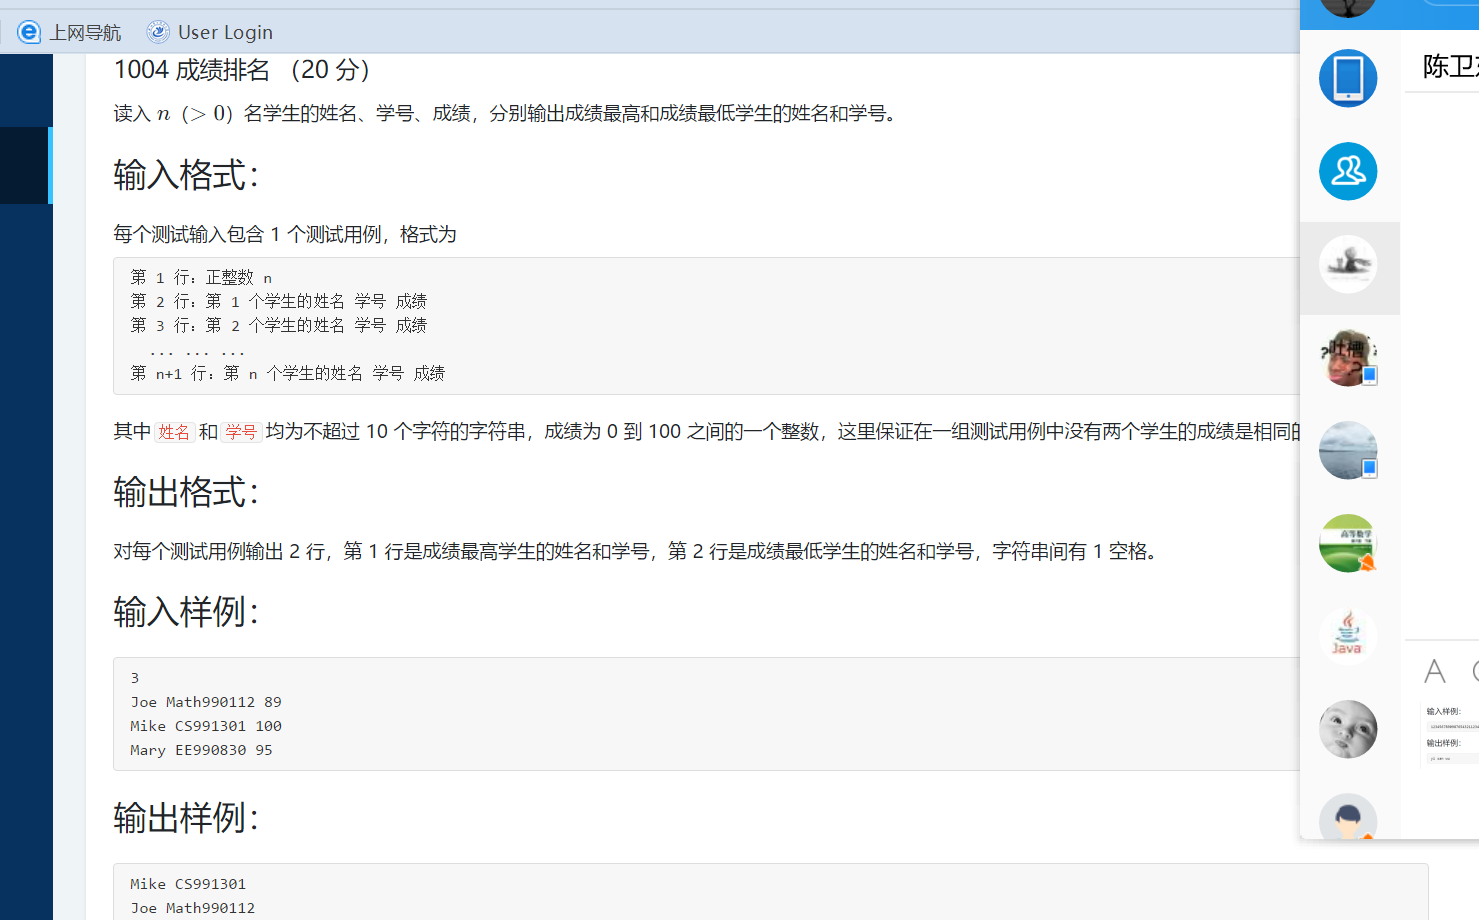 上网导航 User Login
1004 成绩排名 （20 分）
读入 n（> 0）名学生的姓名、学号、成绩，分别输出成绩最高和成绩最低学生的姓名和学号。
输入格式：
每个测试输入包含 1 个测试用例，格式为
第 1 行：正整数 n
第 2 行：第 1 个学生的姓名 学号 成绩
第 3 行：第 2 个学生的姓名 学号 成绩
... ... ...
第 n+1 行：第 n 个学生的姓名 学号 成绩
其中 姓名 和 学号 均为不超过 10 个字符的字符串，成绩为 0 到 100 之间的一个整数，这里保证在一组测试用例中没有两个学生的成绩是相同的
输出格式：
对每个测试用例输出 2 行，第 1 行是成绩最高学生的姓名和学号，第 2 行是成绩最低学生的姓名和学号，字符串间有 1 空格。
输入样例：
3
Joe Math990112 89
Mike CS991301 100
Mary EE990830 95
输出样例：
Mike CS991301
Joe Math990112
陈卫
?吐槽?
?
高等数学
Java
A
输入样例：
输出样例：
yi san wu